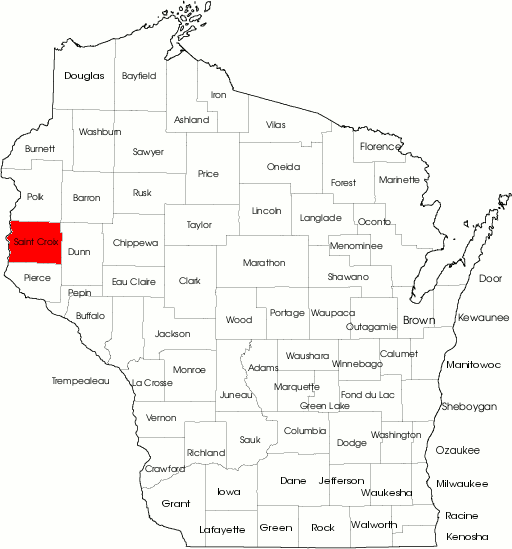 Douglas
Bayfield
Iron
Ashland
Vilas
Washburn
Burnett
Sawyer
Florence
Price
Oneida
Forest
Marinette
Polk
Barron
Rusk
Lincoln
Langlade
Oconto
Taylor
Saint Croix
Dunn
Chippewa
Menominee
Marathon
Shawano
Pierce
Eau Claire
Clark
Door
Pepin
Buffalo
Wood
Portage
Waupaca
Outagamie
Brown
Kewaunee
Jackson
Trempealeau
La Crosse
Monroe
Adams
Waushara
Winnebago
Calumet
Manitowoc
Juneau
Marquette
Green Lake
Fond du Lac
Sheboygan
Vernon
Richland
Sauk
Columbia
Dodge
Washington
Ozaukee
Crawford
Grant
Iowa
Dane
Jefferson
Waukesha
Milwaukee
Lafayette
Green
Rock
Walworth
Racine
Kenosha